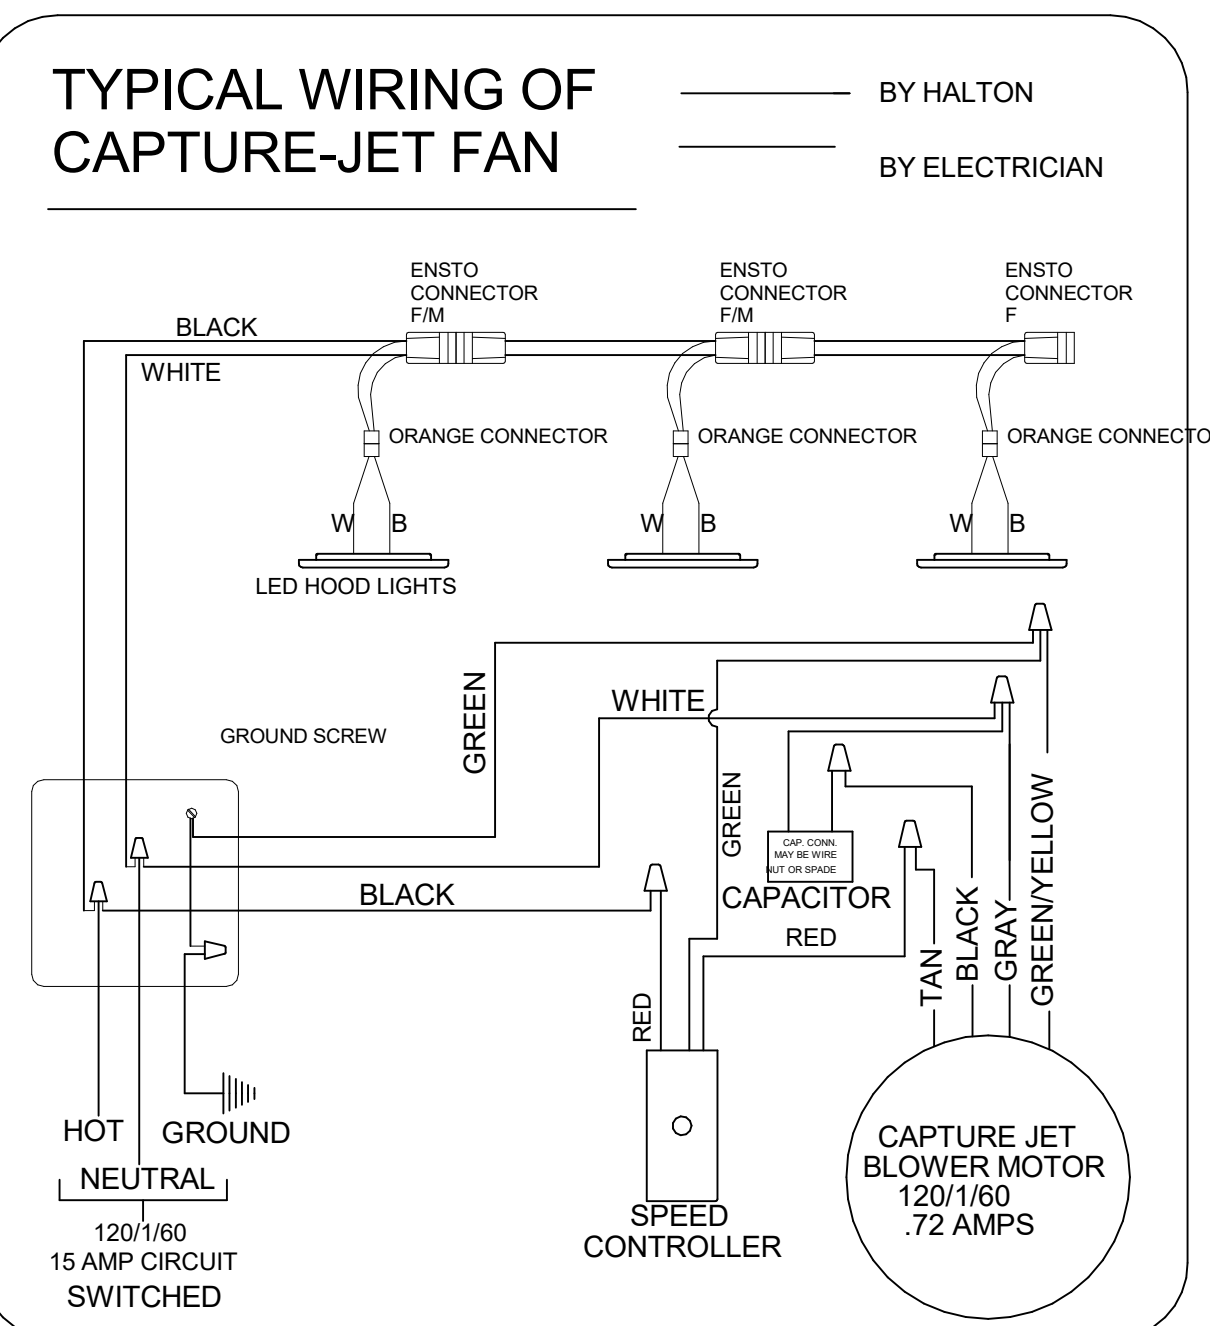 TYPICAL WIRING OF
CAPTURE-JET FAN
BY HALTON
BY ELECTRICIAN
ENSTO
CONNECTOR
F/M
ENSTO
CONNECTOR
F/M
ENSTO
CONNECTOR
F
BLACK
WHITE
ORANGE CONNECTOR
ORANGE CONNECTOR
ORANGE CONNECTO
W
B
W
B
W
B
LED HOOD LIGHTS
GREEN
WHITE
GROUND SCREW
GREEN
CAP. CONN.
MAY BE WIRE
NUT OR SPADE
CAPACITOR
BLACK
RED
TAN
BLACK
GRAY
GREEN/YELLOW
RED
HOT
GROUND
NEUTRAL
120/1/60
15 AMP CIRCUIT
SWITCHED
SPEED
CONTROLLER
CAPTURE JET
BLOWER MOTOR
120/1/60
.72 AMPS